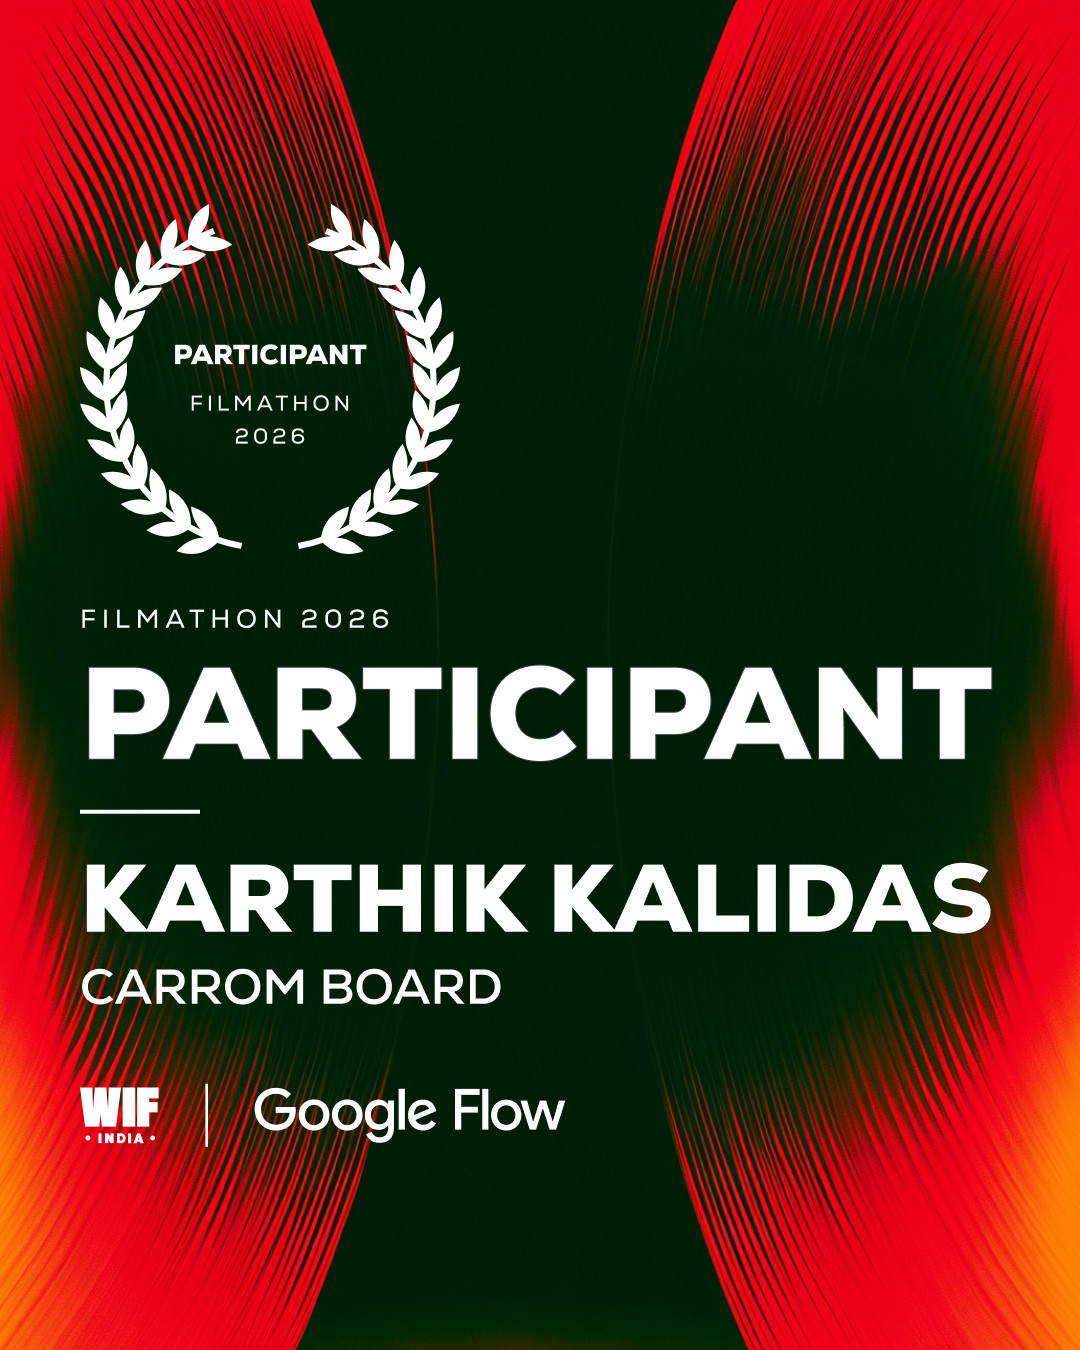 PARTICIPANT
FILMATHON
2026
FILMATHON 2026
PARTICIPANT
KARTHIK KALIDAS
CARROM BOARD
WIF
• INDIA •
Google Flow